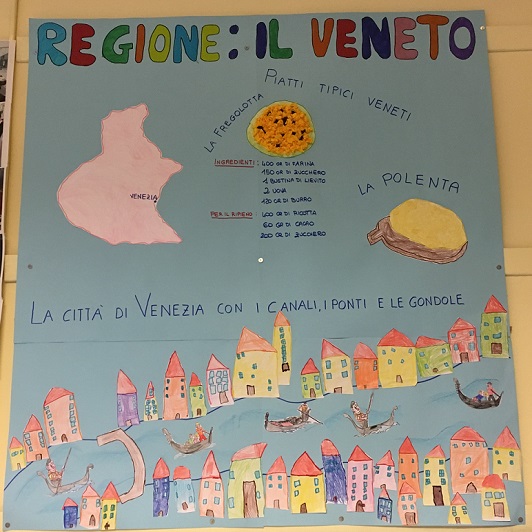 REGIONE: IL VENETO
PIATTI TIPICI VENETI
LA FREGOLOTTA
INGREDIENTI: 400 GR DI FARINA
150 GR DI ZUCCHERO
1 BUSTINA DI LIEVITO
2 UOVA
120 GR DI BURRO
PER IL RIPIENO: 400 GR DI RICOTTA
60 GR DI CACAO
200 GR DI ZUCCHERO
VENEZIA
LA POLENTA
LA CITTÀ DI VENEZIA CON I CANALI, I PONTI E LE GONDOLE